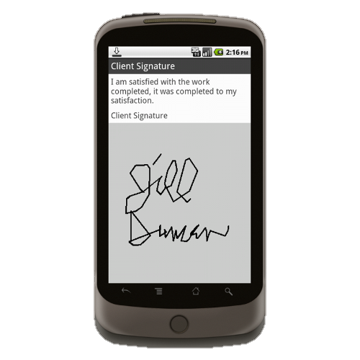 2:16 PM
Client Signature
I am satisfied with the work
completed, it was completed to my
satisfaction.
Client Signature
Gill
Duncan